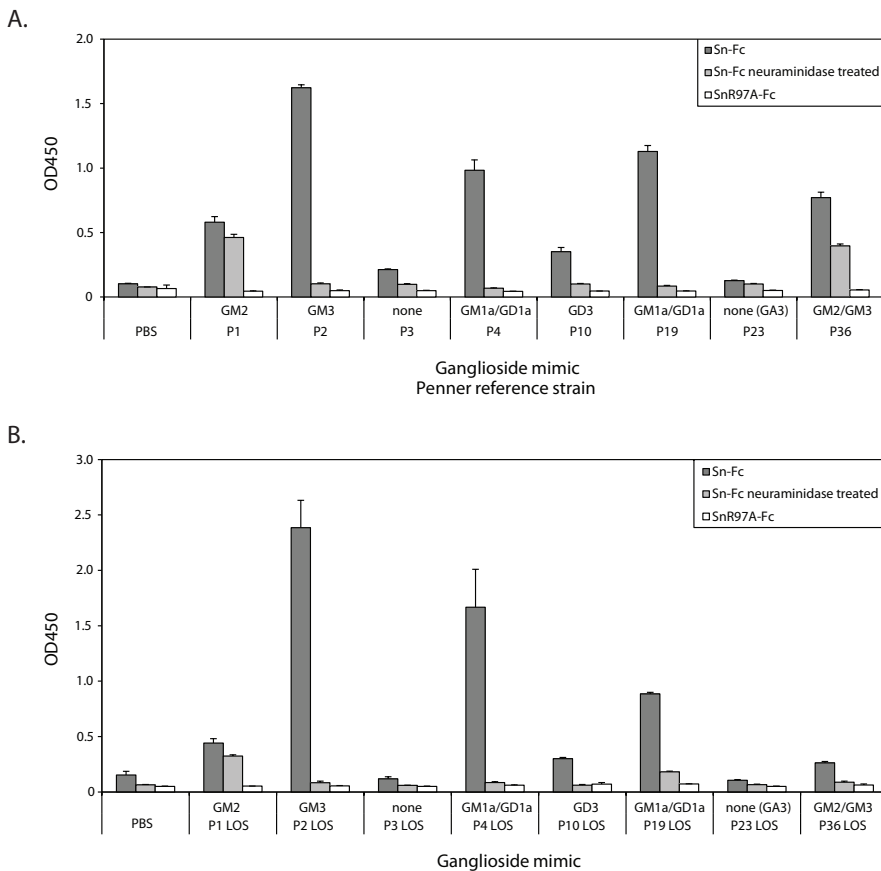 A.
2.0
1.5
1.0
0.5
0
OD450
Sn-Fc
Sn-Fc neuraminidase treated
SnR97A-Fc
GM2 GM3 none GM1a/GD1a GD3 GM1a/GD1a none (GA3) GM2/GM3
PBS P1 P2 P3 P4 P10 P19 P23 P36
Ganglioside mimic
Penner reference strain
B.
3.0
2.5
2.0
1.5
1.0
0.5
0
OD450
Sn-Fc
Sn-Fc neuraminidase treated
SnR97A-Fc
GM2 GM3 none GM1a/GD1a GD3 GM1a/GD1a none (GA3) GM2/GM3
PBS P1 LOS P2 LOS P3 LOS P4 LOS P10 LOS P19 LOS P23 LOS P36 LOS
Ganglioside mimic